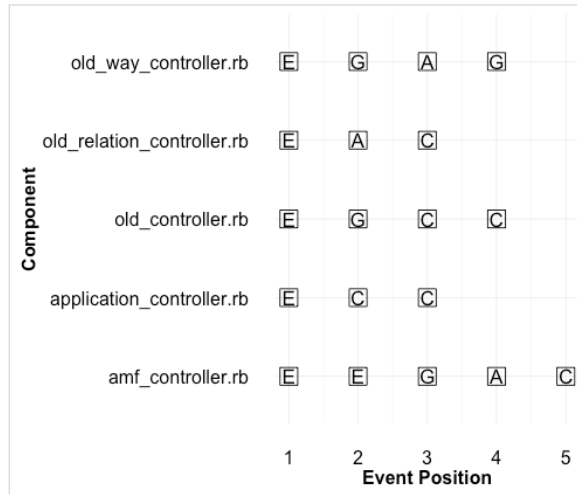 old_way_controller.rb E G A G
old_relation_controller.rb E A C
old_controller.rb E G C C
application_controller.rb E C C
amf_controller.rb E E G A C
Component
1 2 3 4 5
Event Position